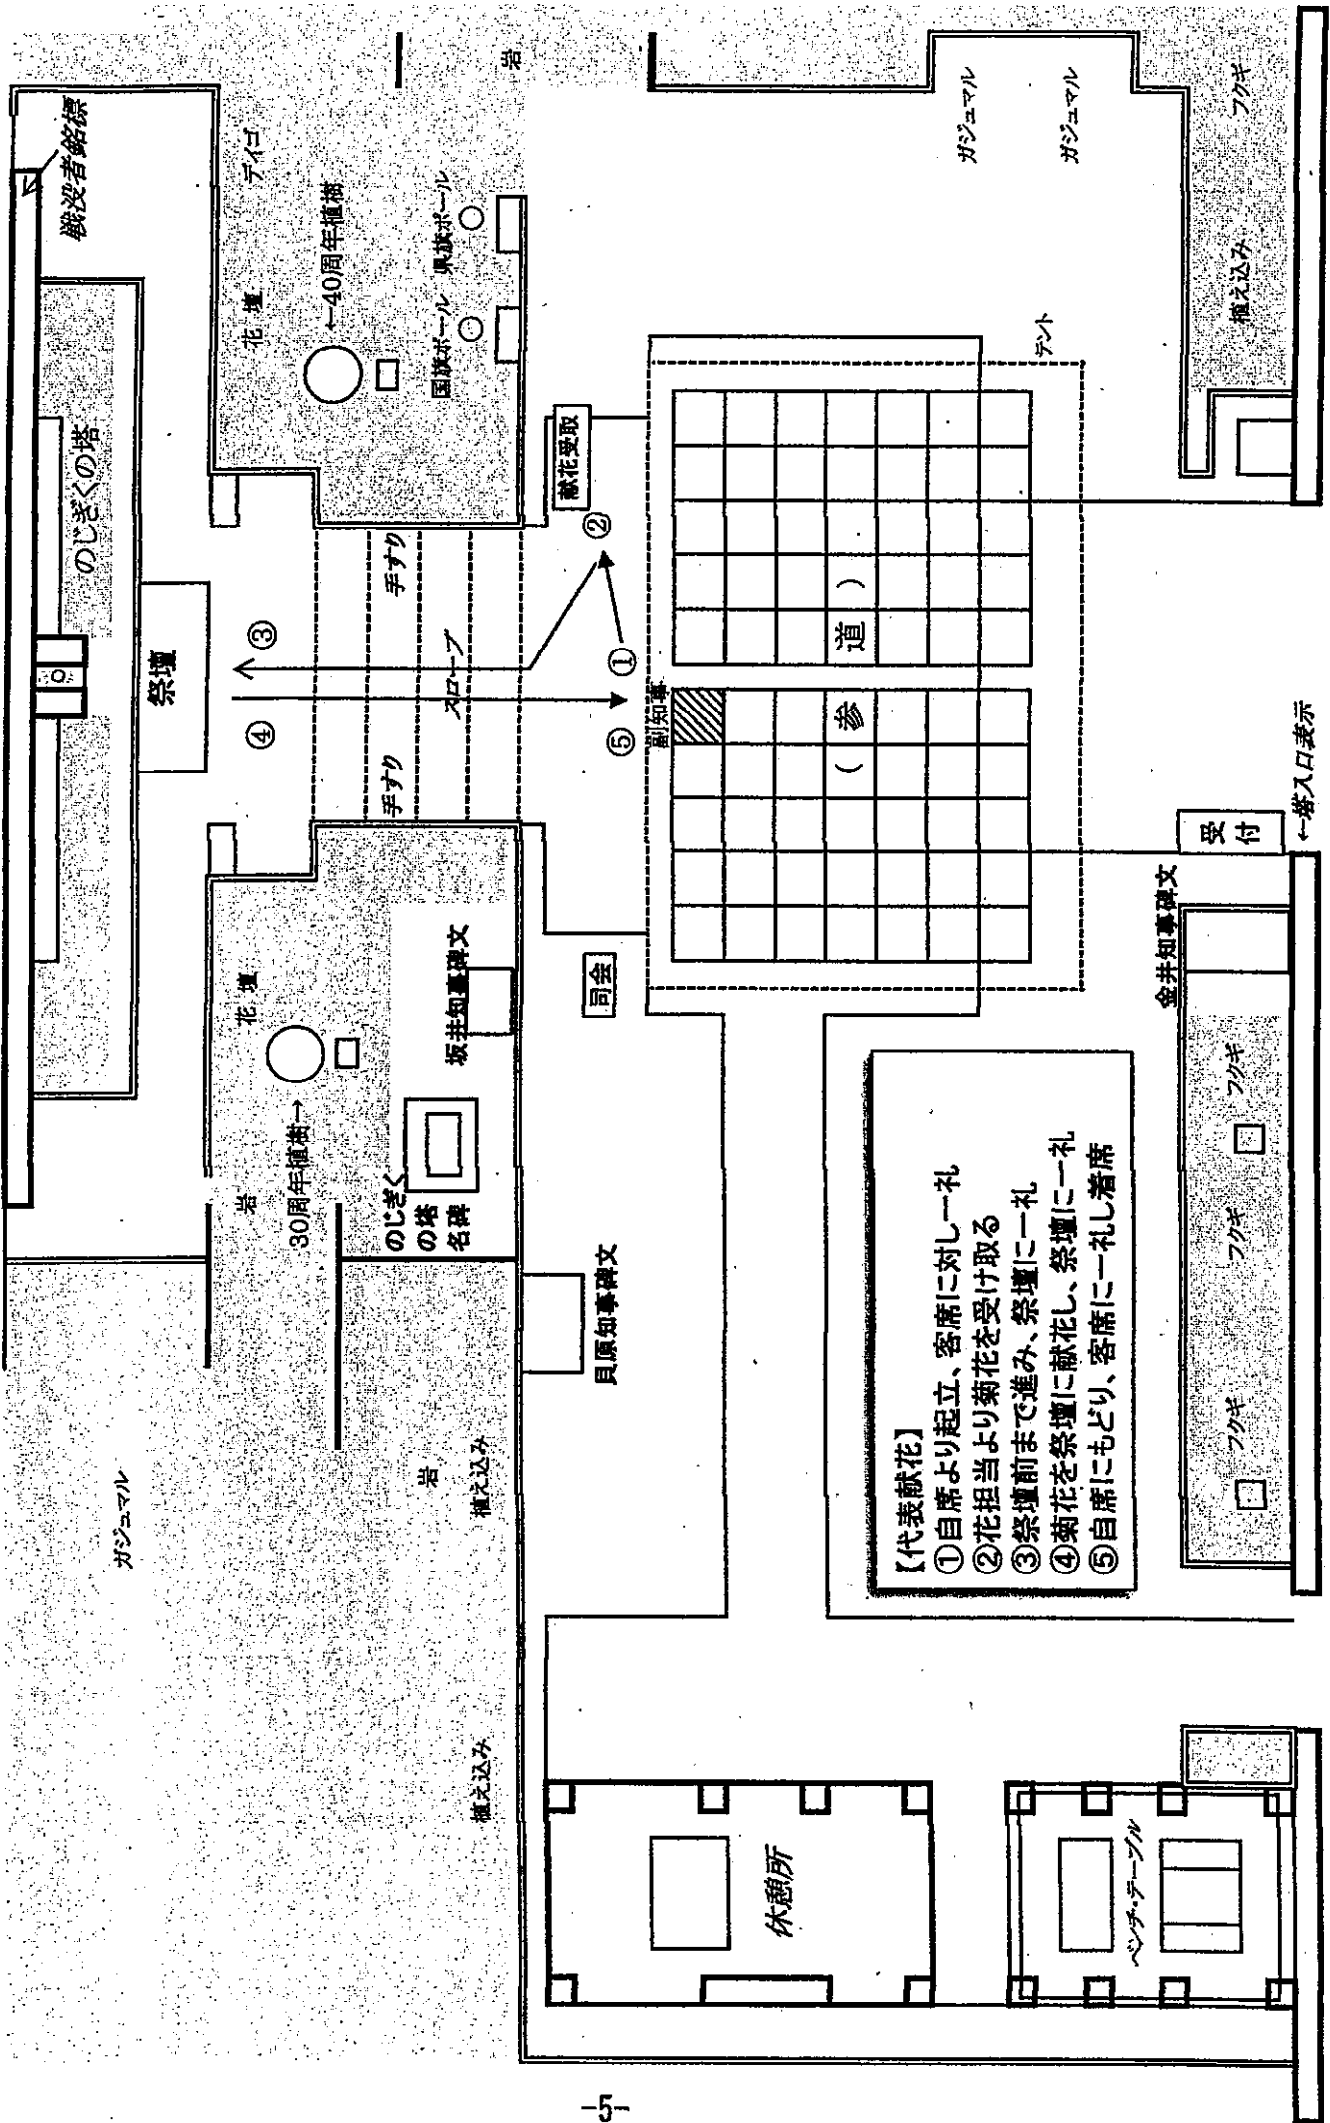 戦没者銘標
のじぎくの塔
祭壇
デイゴ
花壇
←40周年植樹
国旗ポール
県旗ポール
岩
献花受取
手すり
手すり
スロープ
①
②
③
④
⑤
副知事
(参道)
テント
ガジュマル
ガジュマル
フクギ
植え込み
花壇
岩
30周年植樹→
のじぎく
の塔
名碑
坂井知事碑文
司会
貝原知事碑文
ガジュマル
岩
植え込み
植え込み
【代表献花】
①自席より起立、客席に対し一礼
②花担当より菊花を受け取る
③祭壇前まで進み、祭壇に一礼
④菊花を祭壇に献花し、祭壇に一礼
⑤自席にもどり、客席に一礼し着席
受付
←塔入口表示
金井知事碑文
フクギ
フクギ
フクギ
休憩所
ベンチ・テーブル
-5-